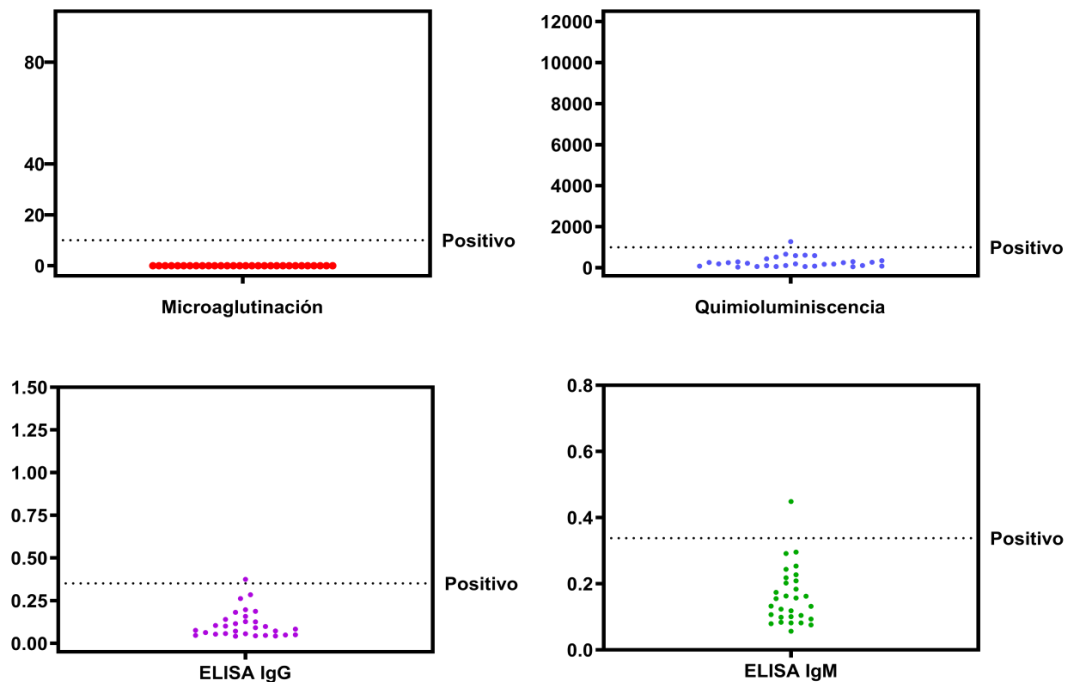 80
40
20
0
Positivo
Microaglutinación
12000
10000
8000
6000
4000
2000
0
Positivo
Quimioluminiscencia
1.50
1.25
1.00
0.75
0.50
0.25
0.00
Positivo
ELISA IgG
0.8
0.6
0.4
0.2
0.0
Positivo
ELISA IgM